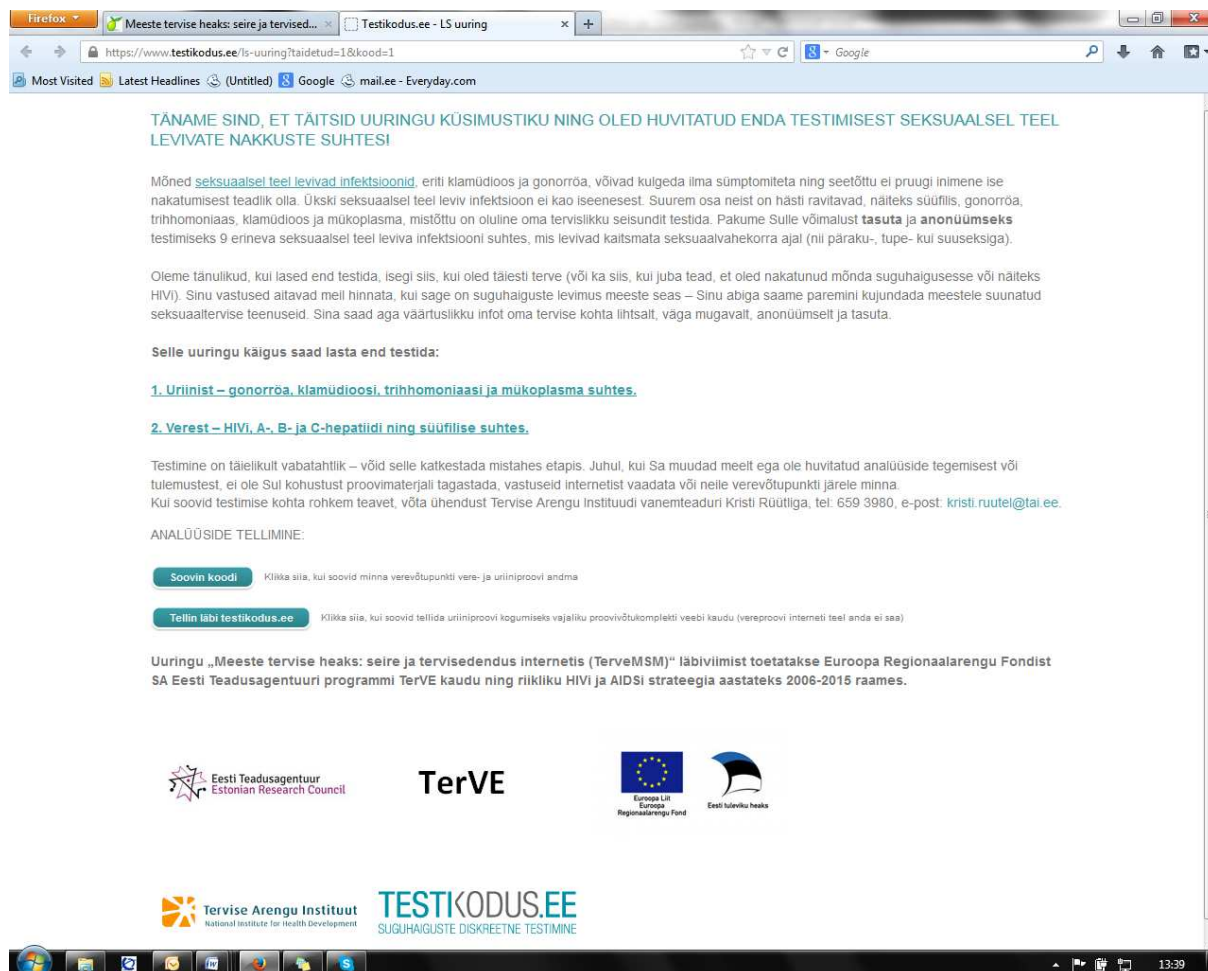 Firefox
Meeste tervise heaks: seire ja tervised...
Testikodus.ee - LS uuring
https://www.testikodus.ee/ls-uuring?taidetud=1&kood=1
Google
Most Visited Latest Headlines (Untitled) Google mail.ee - Everyday.com
TÄNAME SIND, ET TÄITSID UURINGU KÜSIMUSTIKU NING OLED HUVITATUD ENDA TESTIMISEST SEKSUAALSEL TEEL
LEVIVATE NAKKUSTE SUHTES!
Mõned seksuaalsel teel levivad infektsioonid, eriti klamüdioos ja gonorröa, võivad kulgeda ilma sümptomiteta ning seetõttu ei pruugi inimene ise
nakatumisest teadlik olla. Ükski seksuaalsel teel leviv infektsioon ei kao iseenesest. Suurem osa neist on hästi ravitavad, näiteks süüfilis, gonorröa,
trihhomoniaas, klamüdioos ja mükoplasma, mistõttu on oluline oma tervislikku seisundit testida. Pakume Sulle võimalust tasuta ja anonüümseks
testimiseks 9 erineva seksuaalsel teel leviva infektsiooni suhtes, mis levivad kaitsmata seksuaalvahekorra ajal (nii päraku-, tupe- kui suuseksiga).
Oleme tänulikud, kui lased end testida, isegi siis, kui oled täiesti terve (või ka siis, kui juba tead, et oled nakatunud mõnda suguhaigusesse või näiteks
HIVi). Sinu vastused aitavad meil hinnata, kui sage on suguhaiguste levimus meeste seas – Sinu abiga saame paremini kujundada meestele suunatud
seksuaaltervise teenuseid. Sina saad aga väärtuslikku infot oma tervise kohta lihtsalt, väga mugavalt, anonüümselt ja tasuta.
Selle uuringu käigus saad lasta end testida:
1. Uriinist – gonorröa, klamüdioosi, trihhomoniaasi ja mükoplasma suhtes.
2. Verest – HIVi, A-, B- ja C-hepatiidi ning süüfilise suhtes.
Testimine on täielikult vabatahtlik – võid selle katkestada mistahes etapis. Juhul, kui Sa muudad meelt ega ole huvitatud analüüside tegemisest või
tulemustest, ei ole Sul kohustust proovimaterjali tagastada, vastuseid internetist vaadata või neile verevõtupunkti järele minna.
Kui soovid testimise kohta rohkem teavet, võta ühendust Tervise Arengu Instituudi vanemteaduri Kristi Rüütliga, tel: 659 3980, e-post: kristi.ruutel@tai.ee.
ANALÜÜSIDE TELLIMINE:
Soovin koodi Klikka siia, kui soovid minna verevõtupunkti vere- ja uriiniproovi andma
Tellin läbi testikodus.ee Klikka siia, kui soovid tellida uriiniproovi kogumiseks vajaliku proovivõtukomplekti veebi kaudu (vereproovi interneti teel anda ei saa)
Uuringu „Meeste tervise heaks: seire ja tervisedendus internetis (TerveMSM)“ läbiviimist toetatakse Euroopa Regionaalarengu Fondist
SA Eesti Teadusagentuuri programmi TerVE kaudu ning riikliku HIVi ja AIDSi strateegia aastateks 2006-2015 raames.
Eesti Teadusagentuur
Estonian Research Council
TerVE
Euroopa Liit
Euroopa
Regionaalarengu Fond
Eesti tuleviku heaks
Tervise Arengu Instituut
National Institute for Health Development
TESTIKODUS.EE
SUGUHAIGUSTE DISKREETNE TESTIMINE
13:39